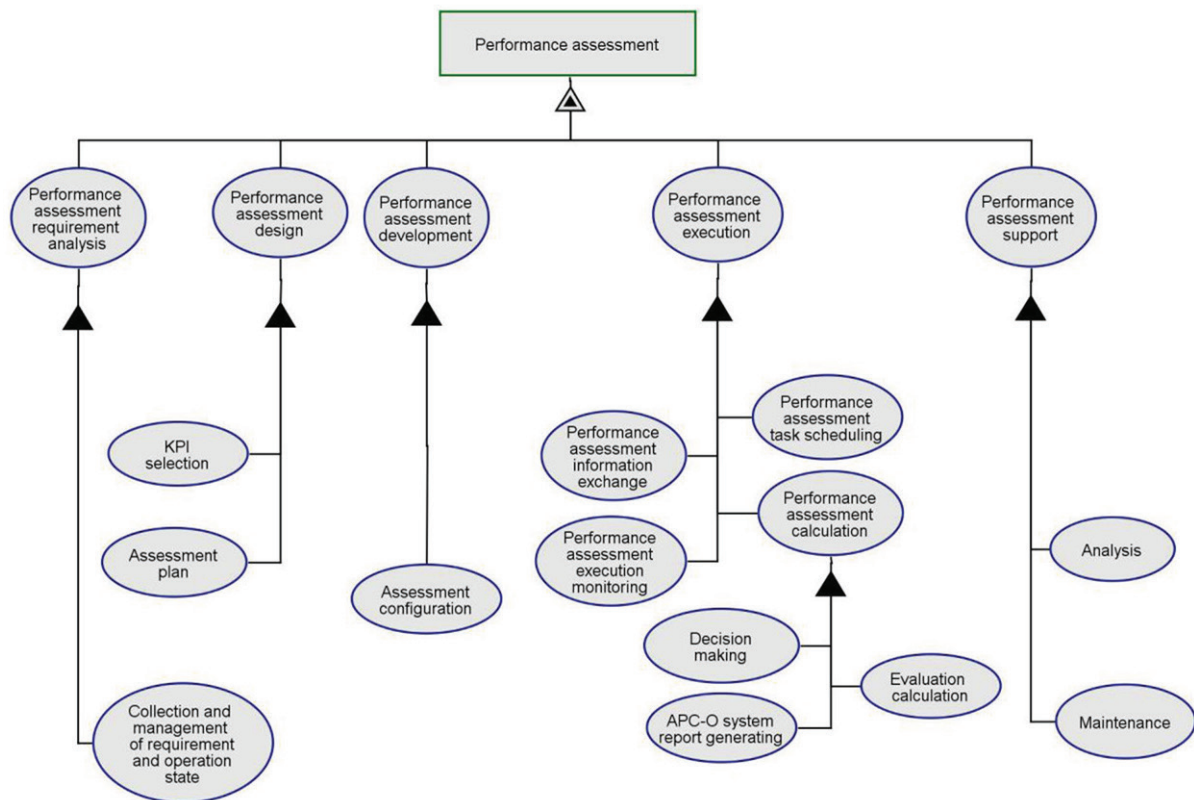 Performance assessment
Performance
assessment
requirement
analysis
Performance
assessment
design
Performance
assessment
development
Performance
assessment
execution
Performance
assessment
support
KPI
selection
Assessment
plan
Assessment
configuration
Performance
assessment
task scheduling
Performance
assessment
information
exchange
Performance
assessment
calculation
Performance
assessment
execution
monitoring
Decision
making
Evaluation
calculation
APC-O system
report generating
Analysis
Maintenance
Collection and
management
of requirement
and operation
state